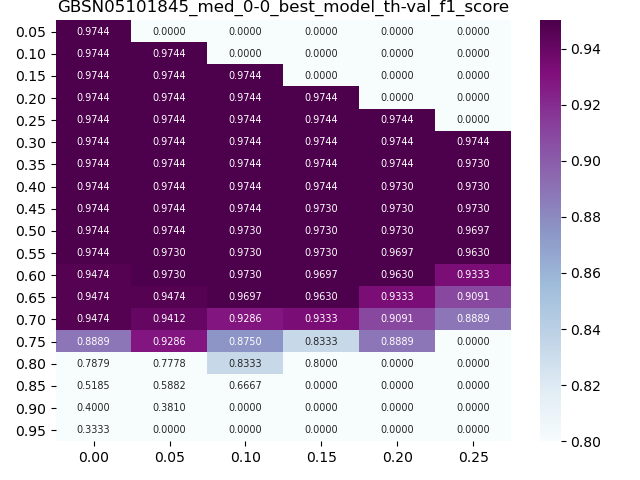 GBSN05101845_med_0-0_best_model_th-val_f1_score
0.05 0.9744 0.0000 0.0000 0.0000 0.0000 0.0000
0.10 0.9744 0.9744 0.0000 0.0000 0.0000 0.0000
0.15 0.9744 0.9744 0.9744 0.0000 0.0000 0.0000
0.20 0.9744 0.9744 0.9744 0.9744 0.0000 0.0000
0.25 0.9744 0.9744 0.9744 0.9744 0.9744 0.0000
0.30 0.9744 0.9744 0.9744 0.9744 0.9744 0.9744
0.35 0.9744 0.9744 0.9744 0.9744 0.9744 0.9730
0.40 0.9744 0.9744 0.9744 0.9744 0.9730 0.9730
0.45 0.9744 0.9744 0.9744 0.9730 0.9730 0.9730
0.50 0.9744 0.9744 0.9730 0.9730 0.9730 0.9697
0.55 0.9744 0.9730 0.9730 0.9730 0.9697 0.9630
0.60 0.9474 0.9730 0.9730 0.9697 0.9630 0.9333
0.65 0.9474 0.9474 0.9697 0.9630 0.9333 0.9091
0.70 0.9474 0.9412 0.9286 0.9333 0.9091 0.8889
0.75 0.8889 0.9286 0.8750 0.8333 0.8889 0.0000
0.80 0.7879 0.7778 0.8333 0.8000 0.0000 0.0000
0.85 0.5185 0.5882 0.6667 0.0000 0.0000 0.0000
0.90 0.4000 0.3810 0.0000 0.0000 0.0000 0.0000
0.95 0.3333 0.0000 0.0000 0.0000 0.0000 0.0000
0.00 0.05 0.10 0.15 0.20 0.25
0.94
0.92
0.90
0.88
0.86
0.84
0.82
0.80